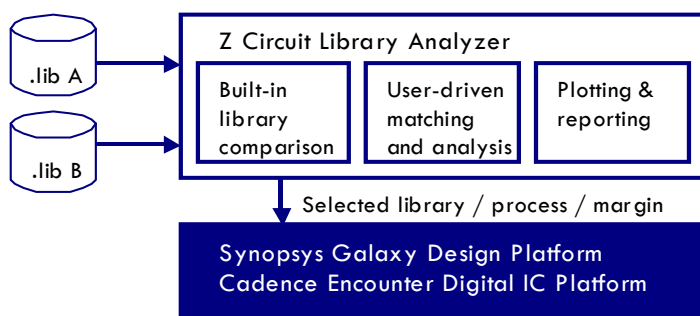 Z Circuit Library Analyzer
.lib A
Built-in
library
comparison
User-driven
matching
and analysis
Plotting &
reporting
.lib B
Selected library / process / margin
Synopsys Galaxy Design Platform
Cadence Encounter Digital IC Platform